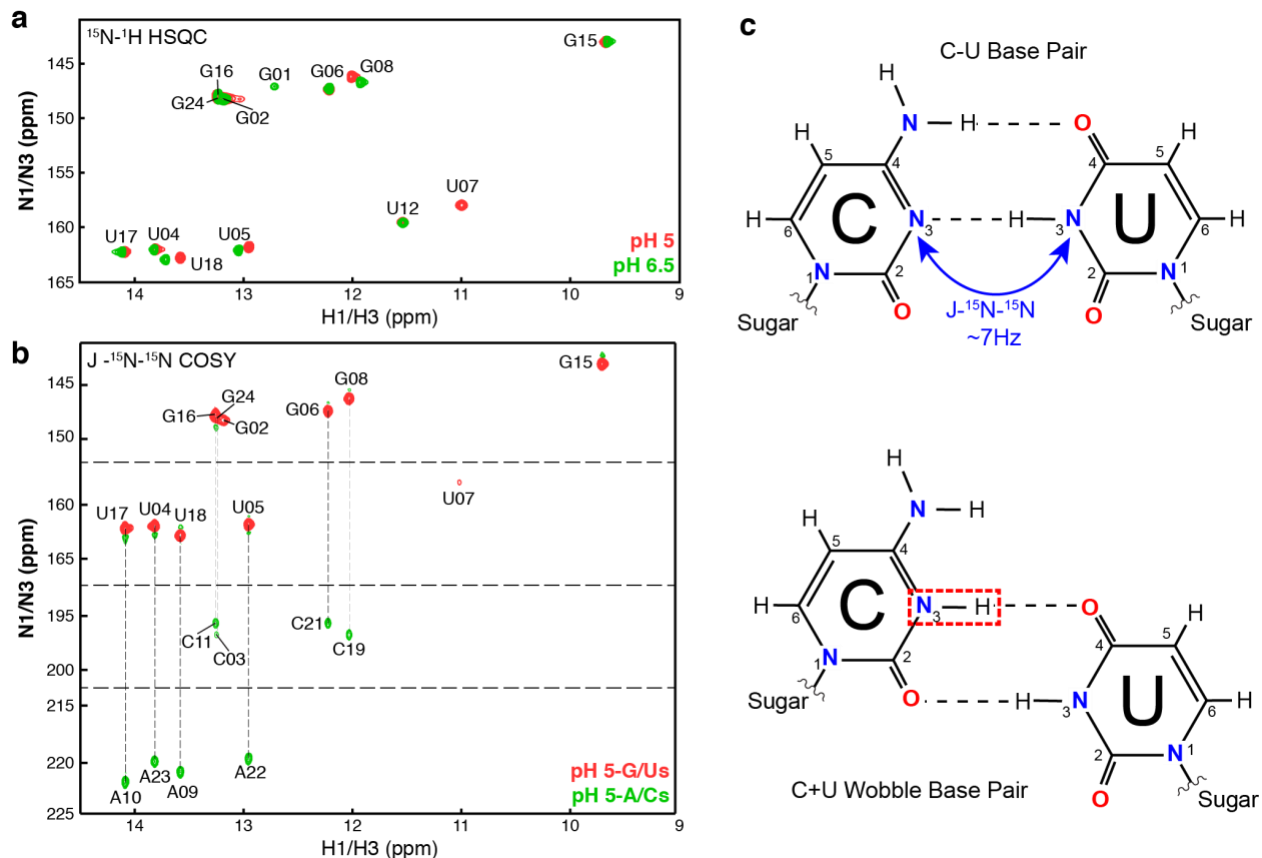 a
¹⁵N-¹H HSQC
G15
G16
G01
G06
G08
G24
G02
U07
U12
U17
U04
U05
U18
pH 5
pH 6.5
145
150
155
160
165
N1/N3 (ppm)
14
13
12
11
10
9
H1/H3 (ppm)
b
J -¹⁵N-¹⁵N COSY
G15
G08
G24
G16
G06
G02
U07
U17
U04
U18
U05
C11
C03
C21
C19
A10
A23
A09
A22
pH 5-G/Us
pH 5-A/Cs
145
150
160
165
195
200
215
220
225
N1/N3 (ppm)
14
13
12
11
10
9
H1/H3 (ppm)
c
C-U Base Pair
H
N
H
O
H
H
5
4
4
5
C
U
H
6
N
3
H
N
3
6
H
1
N
2
2
N
1
O
O
Sugar
Sugar
J-¹⁵N-¹⁵N
~7Hz
H
N
H
H
5
4
C
H
6
N
3
H
O
H
4
5
1
N
2
U
Sugar
O
H
N
3
6
H
2
N
1
O
Sugar
C+U Wobble Base Pair